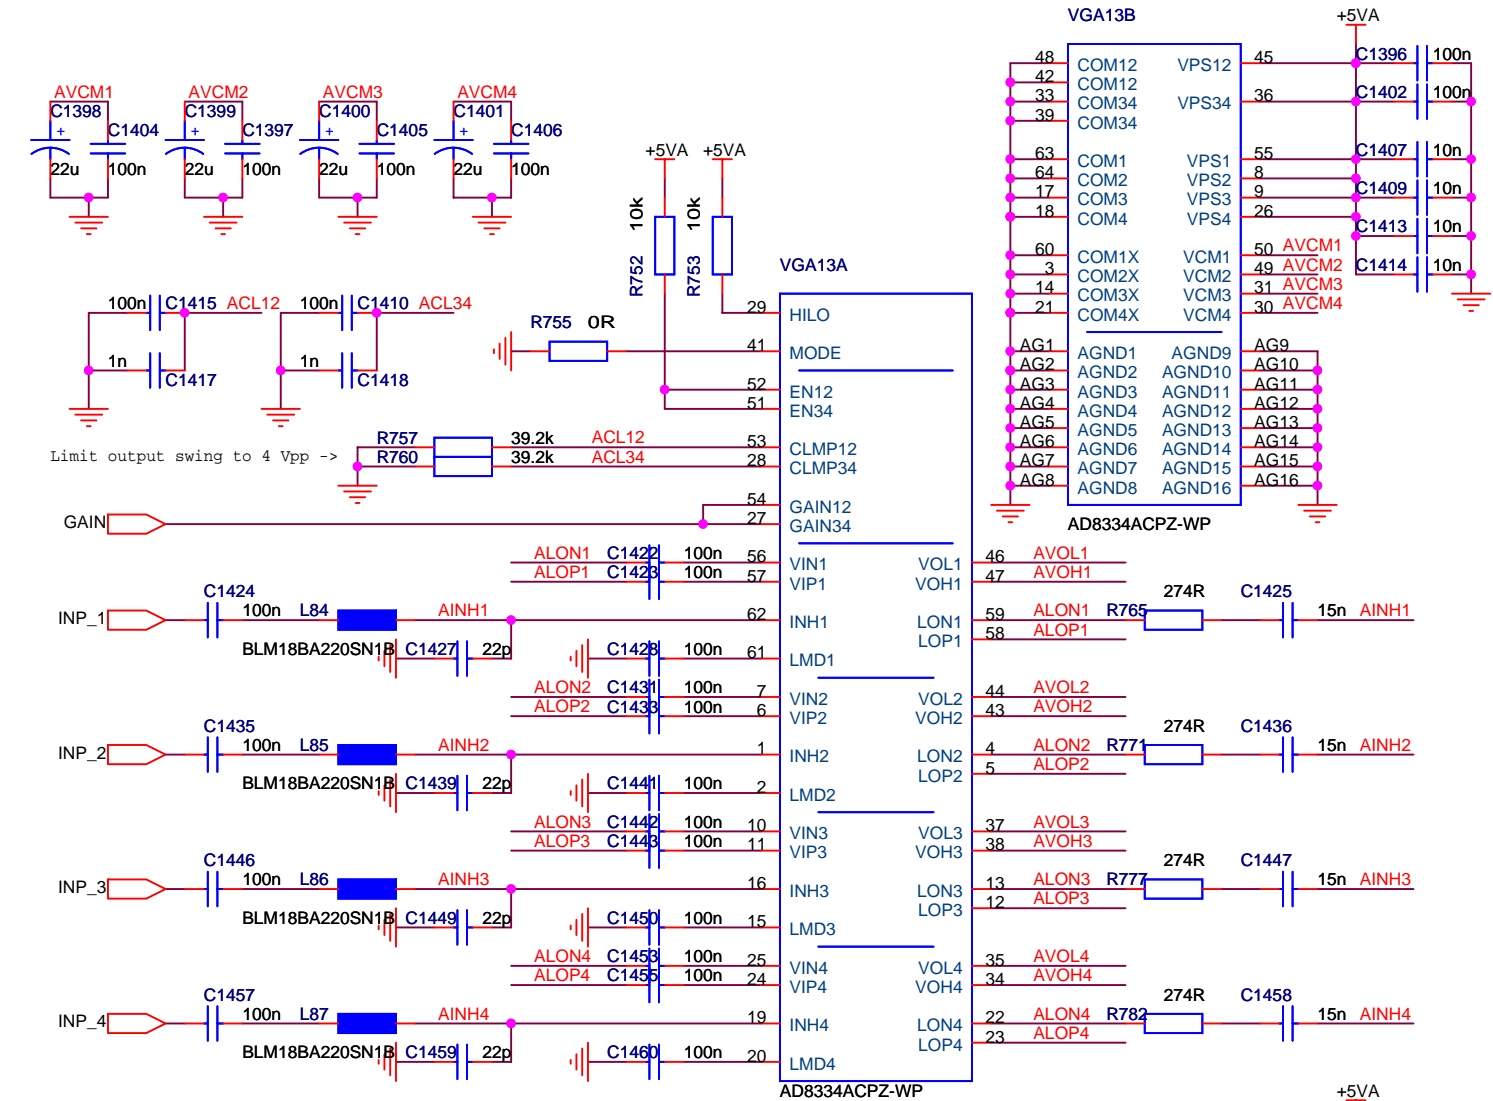 VGA13B +5VA
48 COM12 VPS12 45 C1396 100n
42 COM12
33 COM34 VPS34 36 C1402 100n
39 COM34
63 COM1 VPS1 55 C1407 10n
64 COM2 VPS2 8
17 COM3 VPS3 9 C1409 10n
18 COM4 VPS4 26
C1413 10n
60 COM1X VCM1 50 AVCM1
3 COM2X VCM2 49 AVCM2 C1414 10n
14 COM3X VCM3 31 AVCM3
21 COM4X VCM4 30 AVCM4
AG1 AGND1 AGND9 AG9
AG2 AGND2 AGND10 AG10
AG3 AGND3 AGND11 AG11
AG4 AGND4 AGND12 AG12
AG5 AGND5 AGND13 AG13
AG6 AGND6 AGND14 AG14
AG7 AGND7 AGND15 AG15
AG8 AGND8 AGND16 AG16
AD8334ACPZ-WP
AVCM1 AVCM2 AVCM3 AVCM4
C1398 C1399 C1400 C1401
+ C1404 + C1397 + C1405 + C1406
22u 100n 22u 100n 22u 100n 22u 100n
+5VA +5VA
R752 10k R753 10k
100n C1415 ACL12 100n C1410 ACL34
1n C1417 1n C1418
VGA13A
29 HILO
R755 0R 41 MODE
52 EN12
51 EN34
R757 39.2k ACL12 53 CLMP12
Limit output swing to 4 Vpp ->
R760 39.2k ACL34 28 CLMP34
54 GAIN12
GAIN 27 GAIN34
ALON1 C1422 100n 56 VIN1 VOL1 46 AVOL1
ALOP1 C1423 100n 57 VIP1 VOH1 47 AVOH1
C1424 274R C1425
INP_1 100n L84 AINH1 62 INH1 LON1 59 ALON1 R765 15n AINH1
LOP1 58 ALOP1
BLM18BA220SN1B C1427 22p C1428 100n 61 LMD1
ALON2 C1431 100n 7 VIN2 VOL2 44 AVOL2
ALOP2 C1433 100n 6 VIP2 VOH2 43 AVOH2
C1435 274R C1436
INP_2 100n L85 AINH2 1 INH2 LON2 4 ALON2 R771 15n AINH2
LOP2 5 ALOP2
BLM18BA220SN1B C1439 22p C1441 100n 2 LMD2
ALON3 C1442 100n 10 VIN3 VOL3 37 AVOL3
ALOP3 C1443 100n 11 VIP3 VOH3 38 AVOH3
C1446 274R C1447
INP_3 100n L86 AINH3 16 INH3 LON3 13 ALON3 R777 15n AINH3
LOP3 12 ALOP3
BLM18BA220SN1B C1449 22p C1450 100n 15 LMD3
ALON4 C1453 100n 25 VIN4 VOL4 35 AVOL4
ALOP4 C1455 100n 24 VIP4 VOH4 34 AVOH4
C1457 274R C1458
INP_4 100n L87 AINH4 19 INH4 LON4 22 ALON4 R782 15n AINH4
LOP4 23 ALOP4
BLM18BA220SN1B C1459 22p C1460 100n 20 LMD4
AD8334ACPZ-WP +5VA